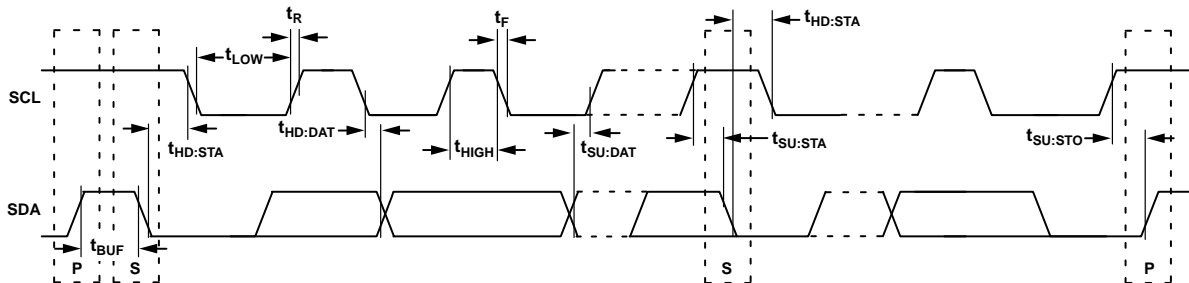 tR
tF
tHD:STA
tLOW
SCL
tHD:DAT
tHD:STA
tHIGH
tSU:DAT
tSU:STA
tSU:STO
SDA
tBUF
P
S
S
P